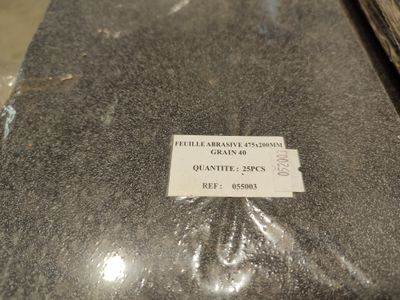 FEUILLE ABRASIVE 475x200MM
GRAIN 40
QUANTITE : 25PCS
REF : 055003